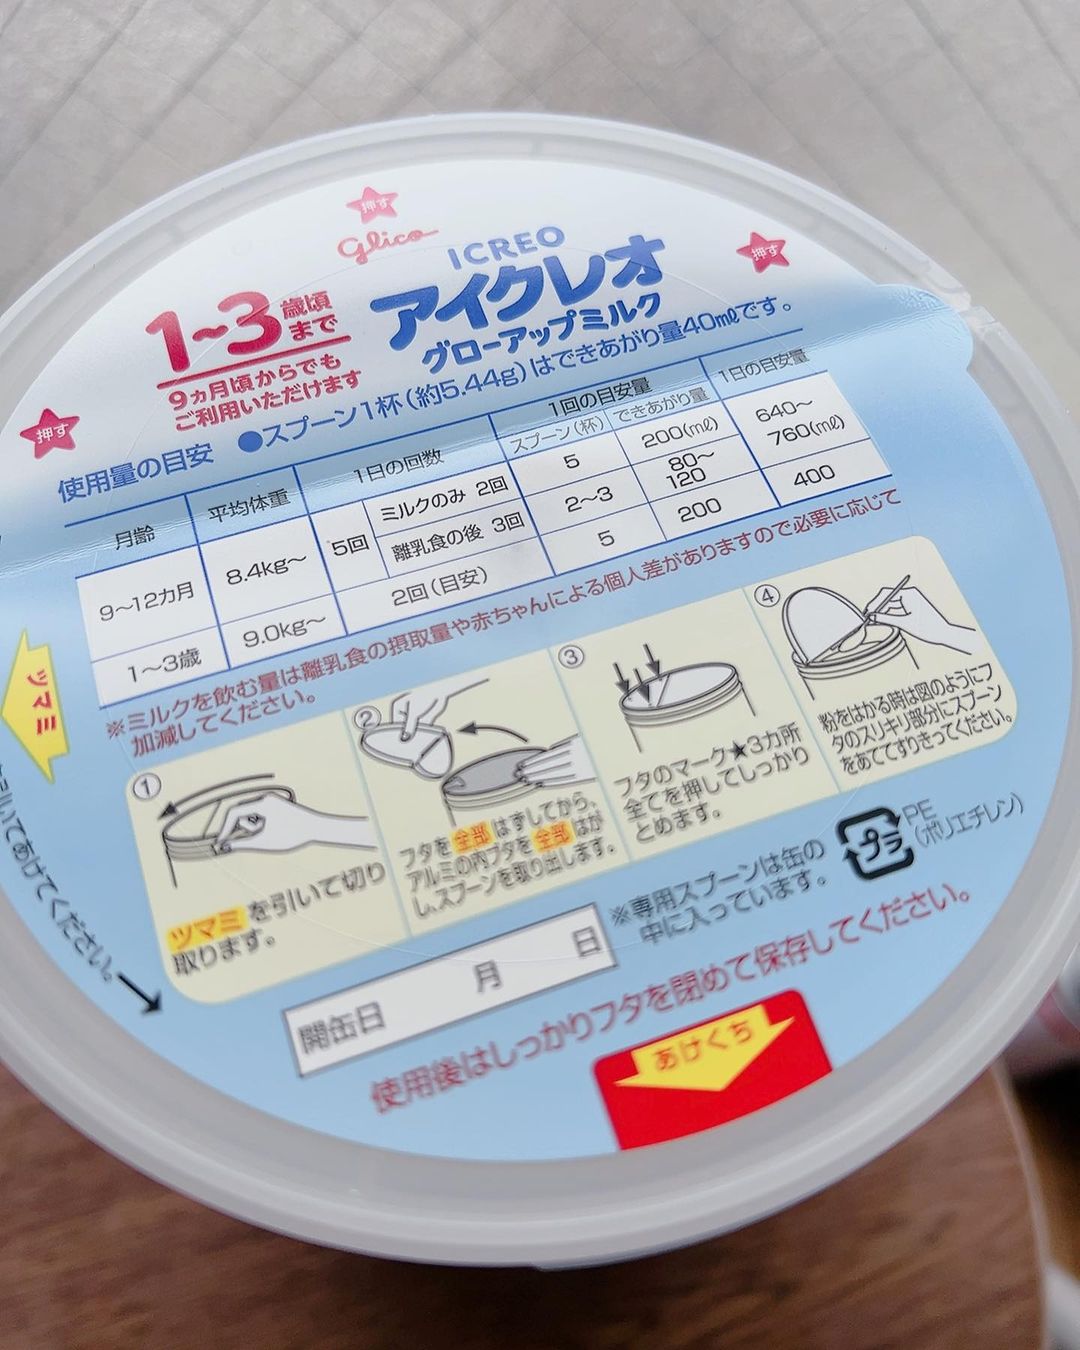 押す
Glico
ICREO
アイクレオ
グローアップミルク
押す
1~3歳頃まで
9ヵ月頃からでも
ご利用いただけます
押す
使用量の目安 ●スプーン1杯(約5.44g)はできあがり量40mlです。
月齢 平均体重 1日の回数 1回の目安量 1日の目安量
スプーン(杯) できあがり量
9~12カ月 8.4kg~ 5回 ミルクのみ 2回 5 200(ml) 640~760(ml)
離乳食の後 3回 2~3 80~120
1~3歳 9.0kg~ 2回(目安) 5 200 400
※ミルクを飲む量は離乳食の摂取量や赤ちゃんによる個人差がありますので必要に応じて
加減してください。
ツマミ
いてあけてください。
①
ツマミを引いて切り
取ります。
②
フタを全部はずしてから、
アルミの内ブタを全部はが
し、スプーンを取り出します。
③
フタのマーク★3カ所
全てを押してしっかり
とめます。
④
粉をはかる時は図のようにフ
タのスリキリ部分にスプーン
をあててすりきってください。
開缶日 月 日
※専用スプーンは缶の
中に入っています。
プラ
PE
(ポリエチレン)
使用後はしっかりフタを閉めて保存してください。
あけくち